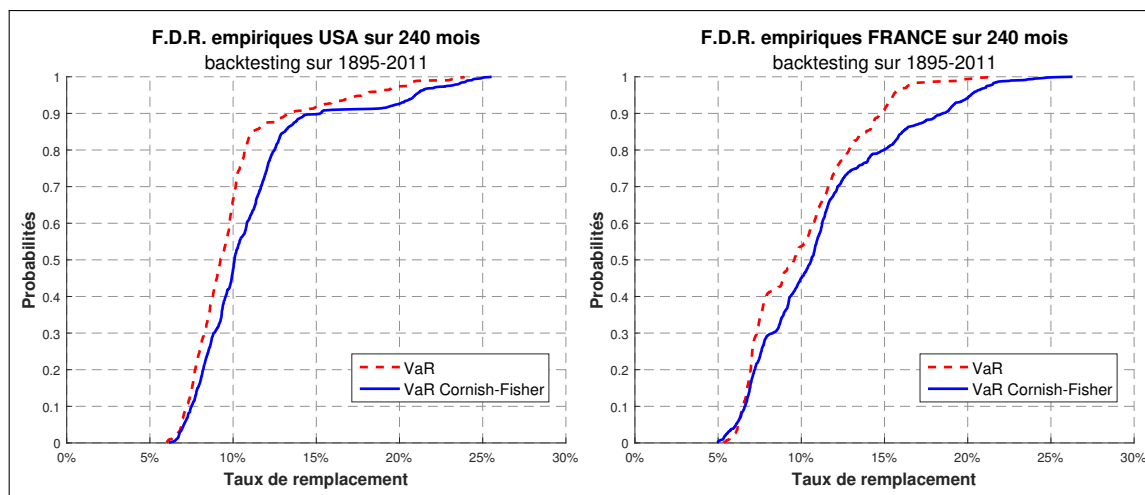 F.D.R. empiriques USA sur 240 mois
backtesting sur 1895-2011
1
0.9
0.8
0.7
0.6
0.5
0.4
0.3
0.2
0.1
0
Probabilités
0% 5% 10% 15% 20% 25% 30%
Taux de remplacement
VaR
VaR Cornish-Fisher
F.D.R. empiriques FRANCE sur 240 mois
backtesting sur 1895-2011
1
0.9
0.8
0.7
0.6
0.5
0.4
0.3
0.2
0.1
0
Probabilités
0% 5% 10% 15% 20% 25% 30%
Taux de remplacement
VaR
VaR Cornish-Fisher